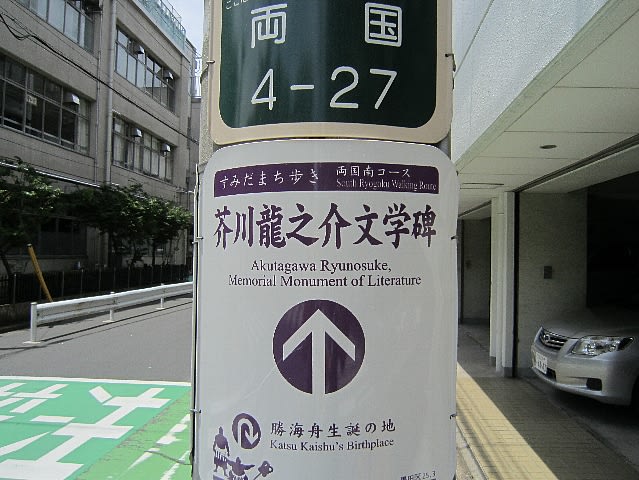 両国
4-27
すみだまち歩き 両国南コース
South Ryogoku Walking Route
芥川龍之介文学碑
Akutagawa Ryunosuke,
Memorial Monument of Literature
勝海舟生誕の地
Katsu Kaishu's Birthplace